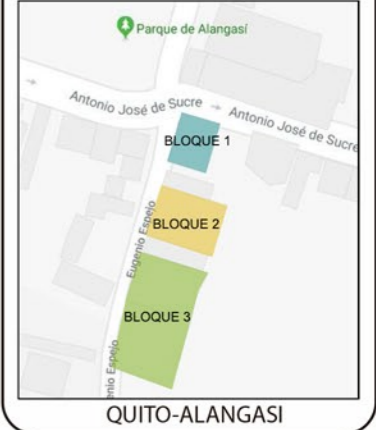 Parque de Alangasí
Antonio José de Sucre
Antonio José de Sucre
BLOQUE 1
BLOQUE 2
Eugenio Espejo
BLOQUE 3
nio Espejo
QUITO-ALANGASI